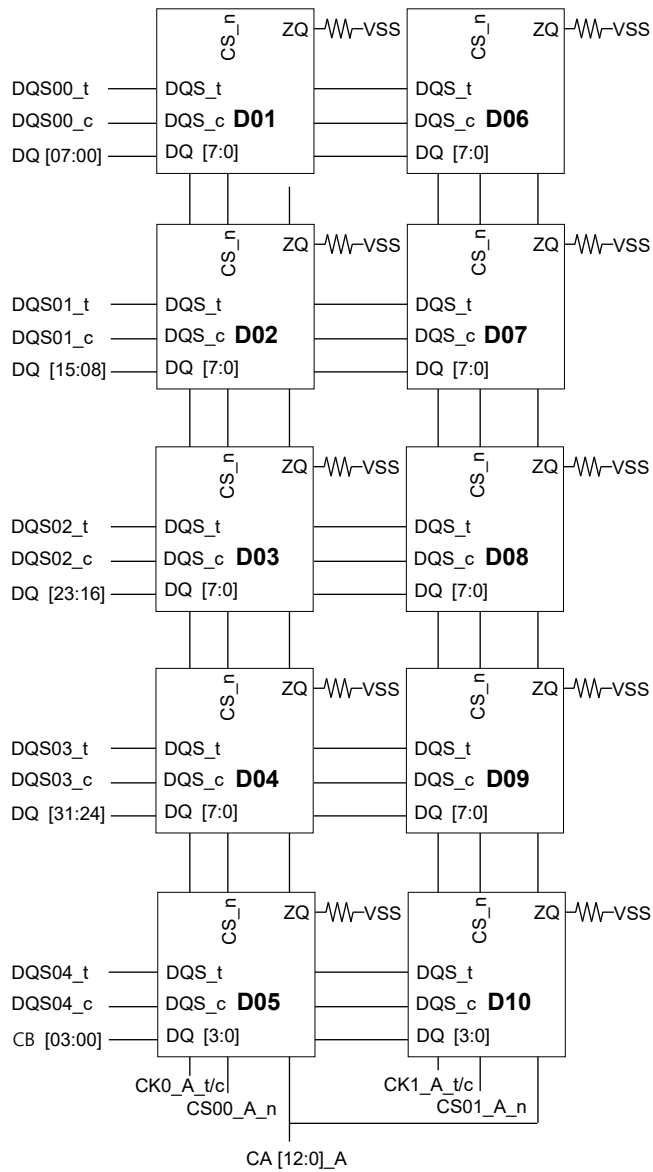 CS_n ZQ VSS CS_n ZQ VSS
DQS00_t DQS_t DQS_t
DQS00_c DQS_c D01 DQS_c D06
DQ [07:00] DQ [7:0] DQ [7:0]
CS_n ZQ VSS CS_n ZQ VSS
DQS01_t DQS_t DQS_t
DQS01_c DQS_c D02 DQS_c D07
DQ [15:08] DQ [7:0] DQ [7:0]
CS_n ZQ VSS CS_n ZQ VSS
DQS02_t DQS_t DQS_t
DQS02_c DQS_c D03 DQS_c D08
DQ [23:16] DQ [7:0] DQ [7:0]
CS_n ZQ VSS CS_n ZQ VSS
DQS03_t DQS_t DQS_t
DQS03_c DQS_c D04 DQS_c D09
DQ [31:24] DQ [7:0] DQ [7:0]
CS_n ZQ VSS CS_n ZQ VSS
DQS04_t DQS_t DQS_t
DQS04_c DQS_c D05 DQS_c D10
CB [03:00] DQ [3:0] DQ [3:0]
CK0_A_t/c CK1_A_t/c
CS00_A_n CS01_A_n
CA [12:0]_A